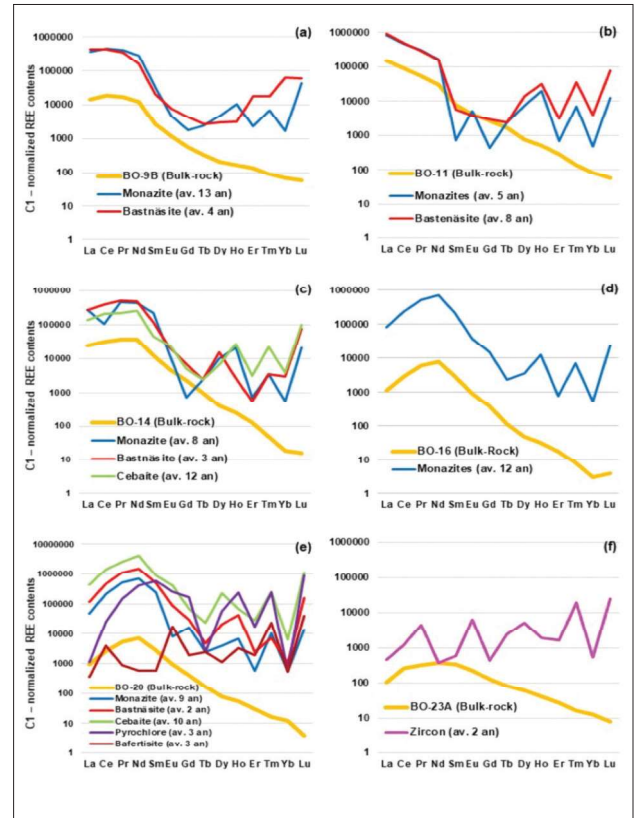 (a)
C1 – normalized REE contents
1000000
100000
10000
1000
100
10
1
BO-9B (Bulk-rock)
Monazite (av. 13 an)
Bastnäsite (av. 4 an)
La Ce Pr Nd Sm Eu Gd Tb Dy Ho Er Tm Yb Lu
(b)
1000000
100000
10000
1000
100
10
1
BO-11 (Bulk-rock)
Monazites (av. 5 an)
Bastenäsite (av. 8 an)
La Ce Pr Nd Sm Eu Gd Tb Dy Ho Er Tm Yb Lu
(c)
C1 – normalized REE contents
1000000
100000
10000
1000
100
10
1
BO-14 (Bulk-rock)
Monazite (av. 8 an)
Bastnäsite (av. 3 an)
Cebaite (av. 12 an)
La Ce Pr Nd Sm Eu Gd Tb Dy Ho Er Tm Yb Lu
(d)
1000000
100000
10000
1000
100
10
1
BO-16 (Bulk-Rock)
Monazites (av. 12 an)
La Ce Pr Nd Sm Eu Gd Tb Dy Ho Er Tm Yb Lu
(e)
C1 – normalized REE contents
10000000
1000000
100000
10000
1000
100
10
1
BO-20 (Bulk-rock)
Monazite (av. 9 an)
Bastnäsite (av. 2 an)
Cebaite (av. 10 an)
Pyrochlore (av. 3 an)
Bafertisite (av. 3 an)
La Ce Pr Nd Sm Eu Gd Tb Dy Ho Er Tm Yb Lu
(f)
1000000
100000
10000
1000
100
10
1
BO-23A (Bulk-rock)
Zircon (av. 2 an)
La Ce Pr Nd Sm Eu Gd Tb Dy Ho Er Tm Yb Lu